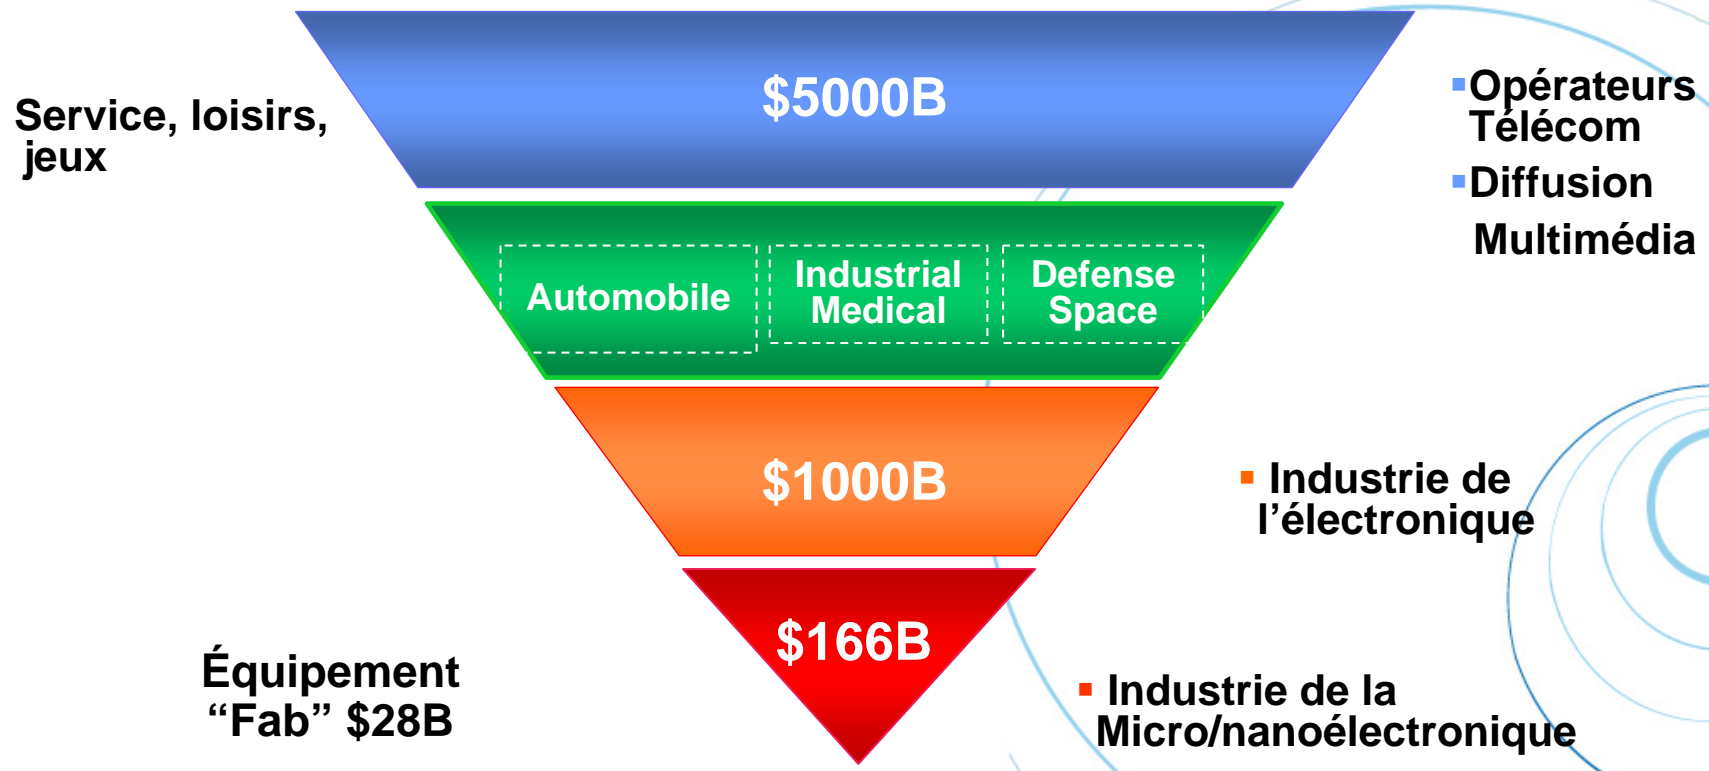 $5000B
Service, loisirs,
jeux
▪Opérateurs
Télécom
▪Diffusion
Multimédia
Automobile
Industrial
Medical
Defense
Space
$1000B
▪ Industrie de
l’électronique
$166B
Équipement
“Fab” $28B
▪ Industrie de la
Micro/nanoélectronique